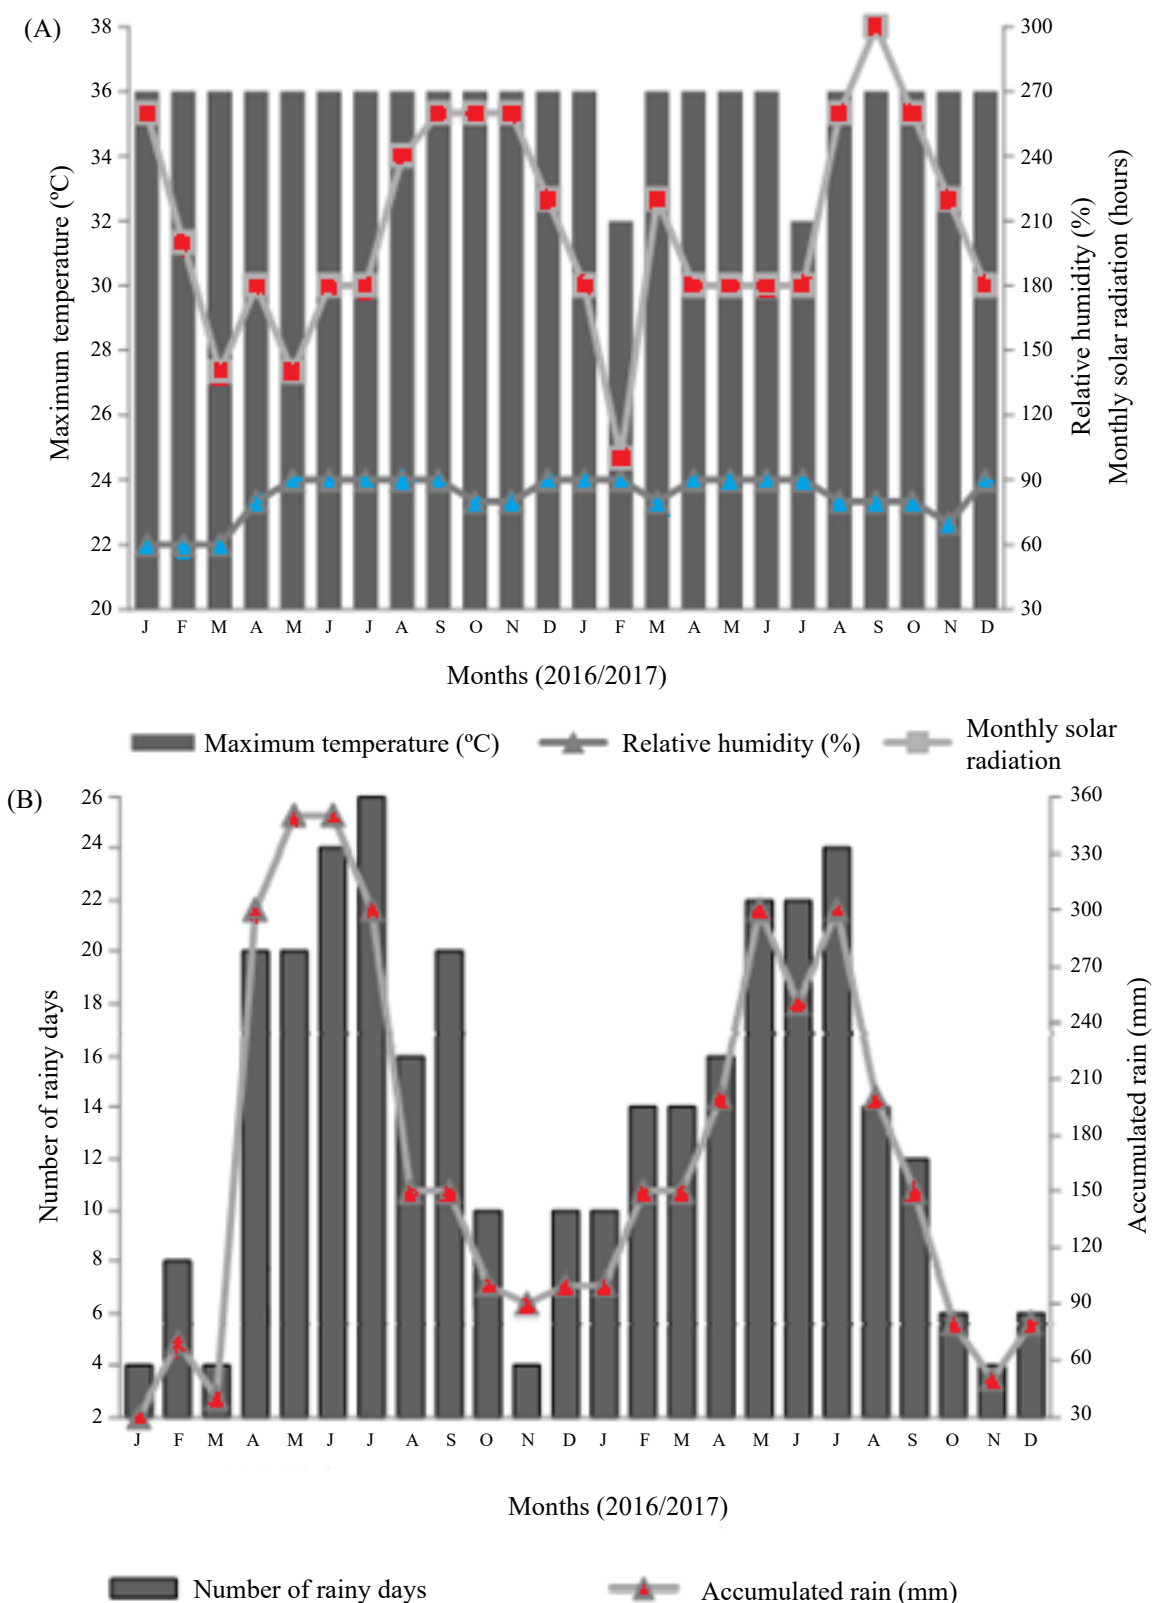 (A)
38
36
34
32
30
28
26
24
22
20
Maximum temperature (ºC)
300
270
240
210
180
150
120
90
60
30
Relative humidity (%)
Monthly solar radiation (hours)
J F M A M J J A S O N D J F M A M J J A S O N D
Months (2016/2017)
Maximum temperature (ºC)
Relative humidity (%)
Monthly solar
radiation
(B)
26
24
22
20
18
16
14
12
10
8
6
4
2
Number of rainy days
360
330
300
270
240
210
180
150
120
90
60
30
Accumulated rain (mm)
J F M A M J J A S O N D J F M A M J J A S O N D
Months (2016/2017)
Number of rainy days
Accumulated rain (mm)